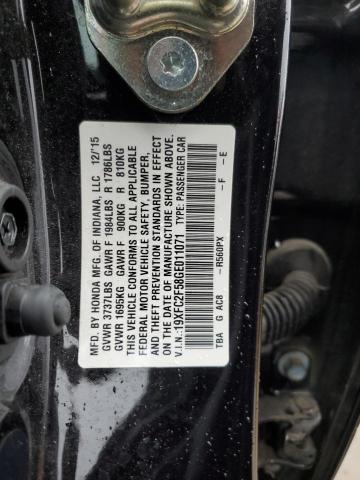 MFD. BY HONDA MFG. OF INDIANA, LLC 12/'15
GVWR 3737LBS GAWR F 1984LBS R 1786LBS
GVWR 1695KG GAWR F 900KG R 810KG
THIS VEHICLE CONFORMS TO ALL APPLICABLE
FEDERAL MOTOR VEHICLE SAFETY, BUMPER,
AND THEFT PREVENTION STANDARDS IN EFFECT
ON THE DATE OF MANUFACTURE SHOWN ABOVE.
V.I.N.:19XFC2F58GE011071 TYPE: PASSENGER CAR
TBA G AC8 -R560PX -F -E